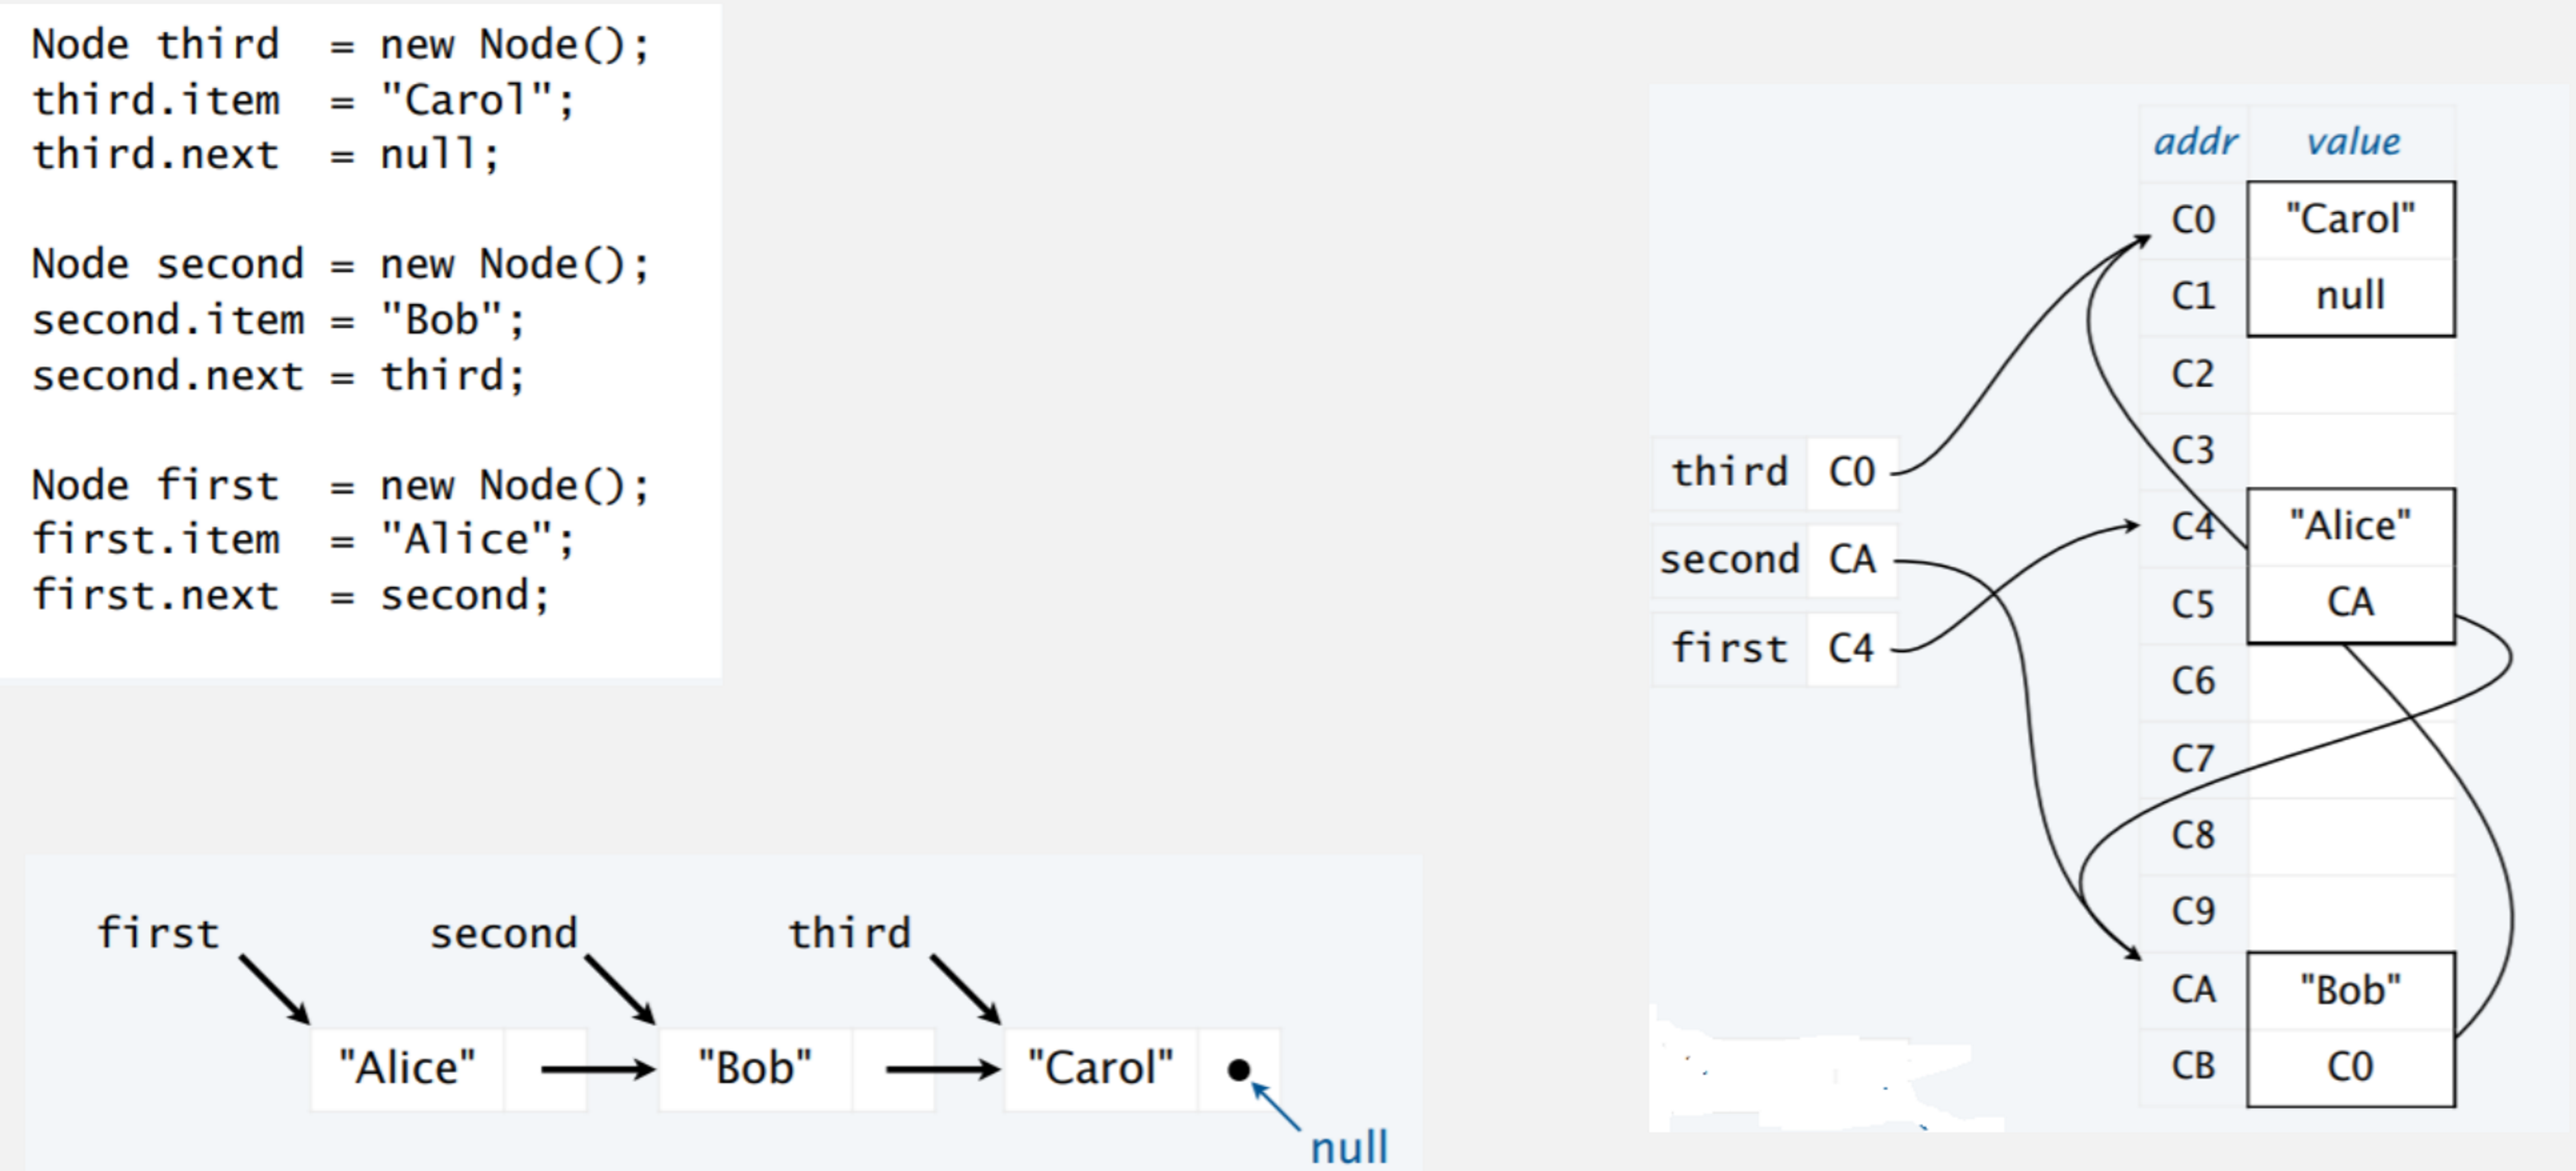 Node third  = new Node();
third.item  = "Carol";
third.next  = null;
Node second = new Node();
second.item = "Bob";
second.next = third;
Node first  = new Node();
first.item  = "Alice";
first.next  = second;
first second third
"Alice" "Bob" "Carol"
null
third C0
second CA
first C4
addr value
C0 "Carol"
C1 null
C2
C3
C4 "Alice"
C5 CA
C6
C7
C8
C9
CA "Bob"
CB C0